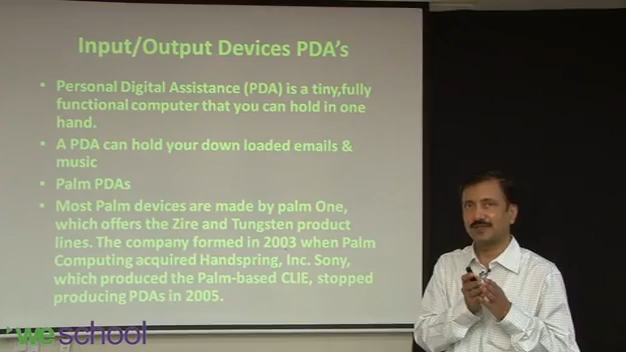 Input/Output Devices PDA's
• Personal Digital Assistance (PDA) is a tiny,fully
functional computer that you can hold in one
hand.
• A PDA can hold your down loaded emails &
music
• Palm PDAs
• Most Palm devices are made by palm One,
which offers the Zire and Tungsten product
lines. The company formed in 2003 when Palm
Computing acquired Handspring, Inc. Sony,
which produced the Palm-based CLIE, stopped
producing PDAs in 2005.
weschool